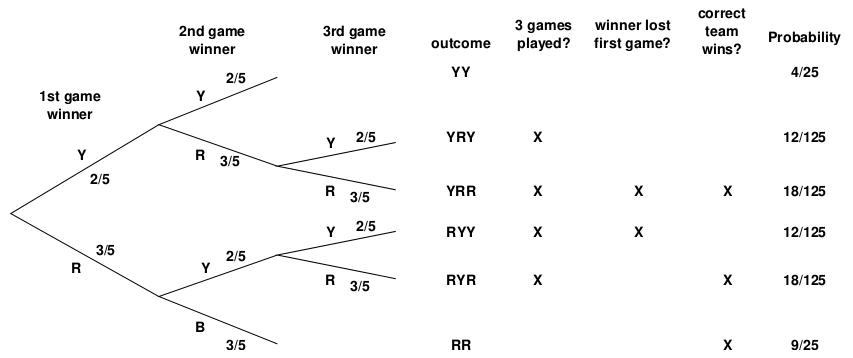 2nd game
winner
3rd game
winner
outcome
3 games
played?
winner lost
first game?
correct
team
wins?
Probability
1st game
winner
Y 2/5 YY 4/25
Y 2/5 R 3/5 Y 2/5 YRY X 12/125
R 3/5 YRR X X X 18/125
R 3/5 Y 2/5 Y 2/5 RYY X X 12/125
R 3/5 RYR X X 18/125
B 3/5 RR X 9/25